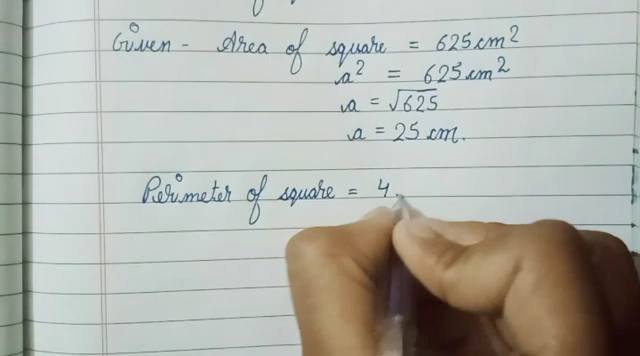 Given - Area of square = 625 cm²
a² = 625 cm²
a = √625
a = 25 cm.
Perimeter of square = 4